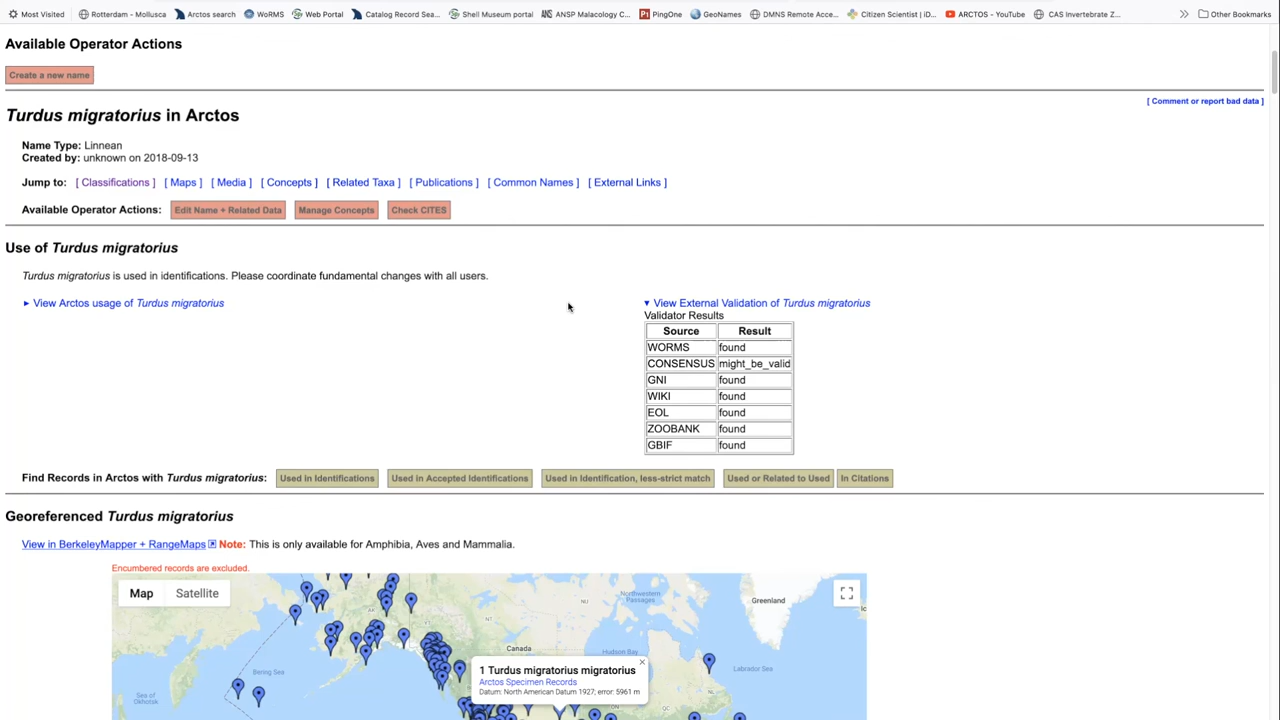 Most Visited Rotterdam - Mollusca Arctos search WoRMS Web Portal Catalog Record Sea... Shell Museum portal ANSP Malacology C... PingOne GeoNames DMNS Remote Acce... Citizen Scientist | iD... ARCTOS - YouTube CAS Invertebrate Z... Other Bookmarks
Available Operator Actions
Create a new name
[ Comment or report bad data ]
Turdus migratorius in Arctos
Name Type: Linnean
Created by: unknown on 2018-09-13
Jump to: [ Classifications ] [ Maps ] [ Media ] [ Concepts ] [ Related Taxa ] [ Publications ] [ Common Names ] [ External Links ]
Available Operator Actions: Edit Name + Related Data Manage Concepts Check CITES
Use of Turdus migratorius
Turdus migratorius is used in identifications. Please coordinate fundamental changes with all users.
▸ View Arctos usage of Turdus migratorius
▾ View External Validation of Turdus migratorius
Validator Results
Source Result
WORMS found
CONSENSUS might_be_valid
GNI found
WIKI found
EOL found
ZOOBANK found
GBIF found
Find Records in Arctos with Turdus migratorius: Used in Identifications Used in Accepted Identifications Used in Identification, less-strict match Used or Related to Used In Citations
Georeferenced Turdus migratorius
View in BerkeleyMapper + RangeMaps Note: This is only available for Amphibia, Aves and Mammalia.
Encumbered records are excluded.
Map Satellite
Northwestern
Passages
Greenland
NU
YT
NT
Canada
Hudson Bay
Bering Sea
Labrador Sea
Sea of
Okhotsk
1 Turdus migratorius migratorius
Arctos Specimen Records
Datum: North American Datum 1927; error: 5961 m
ON